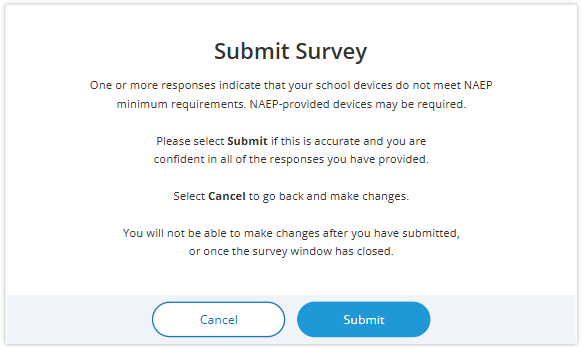 Submit Survey
One or more responses indicate that your school devices do not meet NAEP
minimum requirements. NAEP-provided devices may be required.
Please select Submit if this is accurate and you are
confident in all of the responses you have provided.
Select Cancel to go back and make changes.
You will not be able to make changes after you have submitted,
or once the survey window has closed.
Cancel
Submit